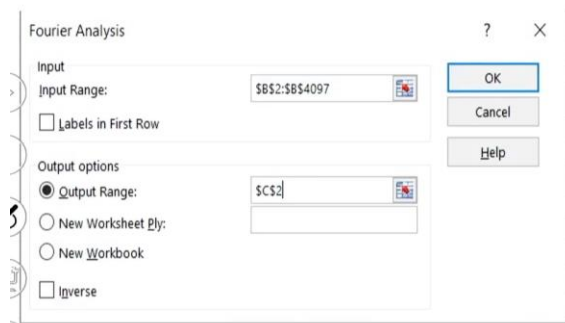 Fourier Analysis ? X
Input
Input Range: $B$2:$B$4097
Labels in First Row
Output options
Output Range: $C$2
New Worksheet Ply:
New Workbook
Inverse
OK
Cancel
Help